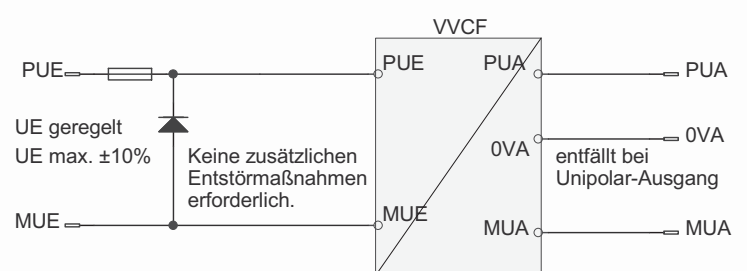 VVCF
PUE
PUE
PUA
PUA
UE geregelt
UE max. ±10%
Keine zusätzlichen
Entstörmaßnahmen
erforderlich.
0VA
0VA
entfällt bei
Unipolar-Ausgang
MUE
MUE
MUA
MUA